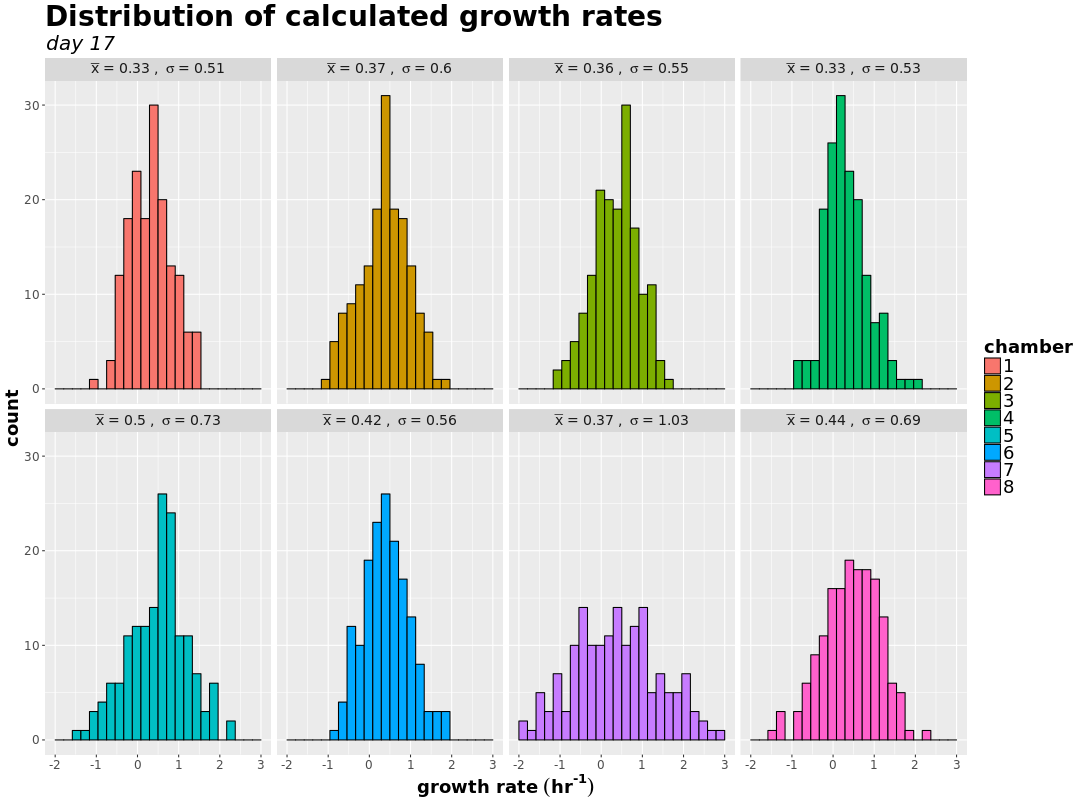 Distribution of calculated growth rates
day 17
x̅ = 0.33 , σ = 0.51
x̅ = 0.37 , σ = 0.6
x̅ = 0.36 , σ = 0.55
x̅ = 0.33 , σ = 0.53
30
20
10
0
x̅ = 0.5 , σ = 0.73
x̅ = 0.42 , σ = 0.56
x̅ = 0.37 , σ = 1.03
x̅ = 0.44 , σ = 0.69
30
20
10
0
-2 -1 0 1 2 3
-2 -1 0 1 2 3
-2 -1 0 1 2 3
-2 -1 0 1 2 3
growth rate (hr⁻¹)
count
chamber
1
2
3
4
5
6
7
8